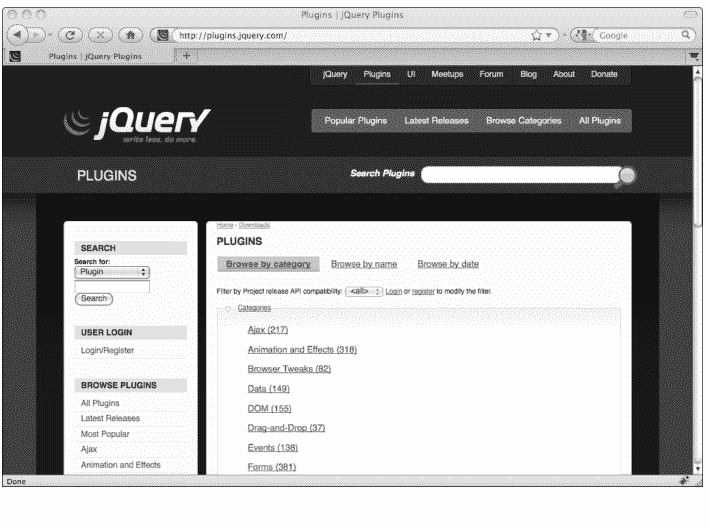 Plugins | jQuery Plugins
http://plugins.jquery.com/
Google
Plugins | jQuery Plugins
jQuery Plugins UI Meetups Forum Blog About Donate
jQuery
write less, do more.
Popular Plugins Latest Releases Browse Categories All Plugins
PLUGINS
Search Plugins
Home › Downloads
PLUGINS
Browse by category Browse by name Browse by date
Filter by Project release API compatibility: <all> Login or register to modify the filter.
Categories
Ajax (217)
Animation and Effects (318)
Browser Tweaks (82)
Data (149)
DOM (155)
Drag-and-Drop (37)
Events (138)
Forms (381)
SEARCH
Search for:
Plugin
Search
USER LOGIN
Login/Register
BROWSE PLUGINS
All Plugins
Latest Releases
Most Popular
Ajax
Animation and Effects
Done